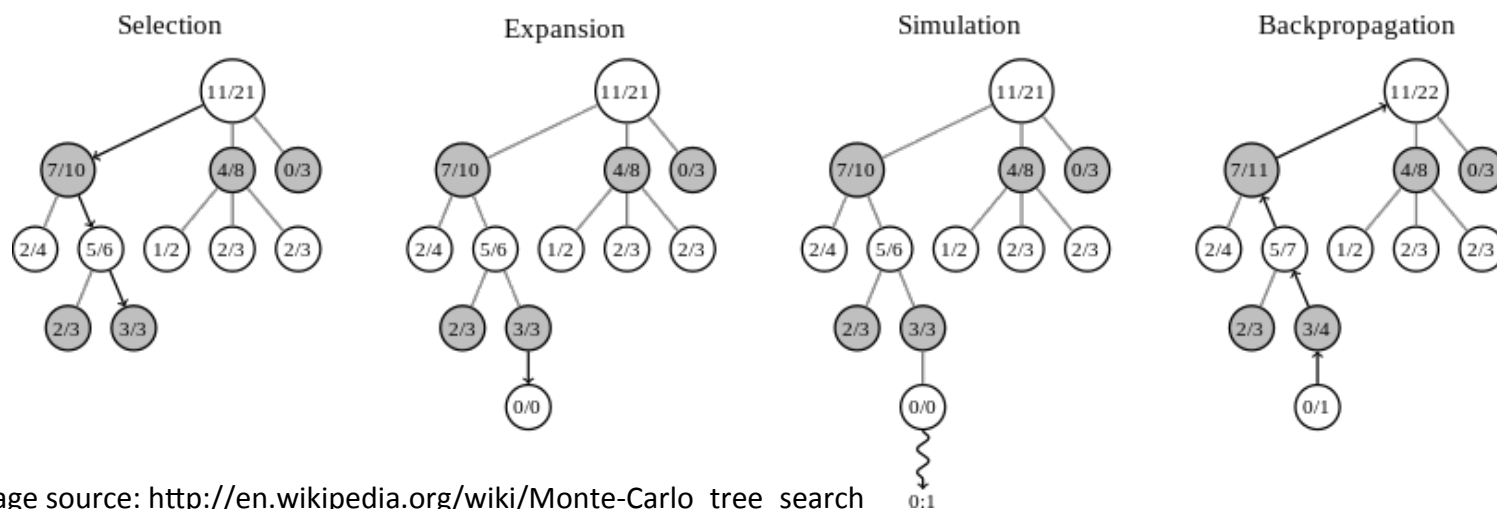 Selection
11/21
7/10 4/8 0/3
2/4 5/6 1/2 2/3 2/3
2/3 3/3
Expansion
11/21
7/10 4/8 0/3
2/4 5/6 1/2 2/3 2/3
2/3 3/3
0/0
Simulation
11/21
7/10 4/8 0/3
2/4 5/6 1/2 2/3 2/3
2/3 3/3
0/0
0:1
Backpropagation
11/22
7/11 4/8 0/3
2/4 5/7 1/2 2/3 2/3
2/3 3/4
0/1
age source: http://en.wikipedia.org/wiki/Monte-Carlo_tree_search